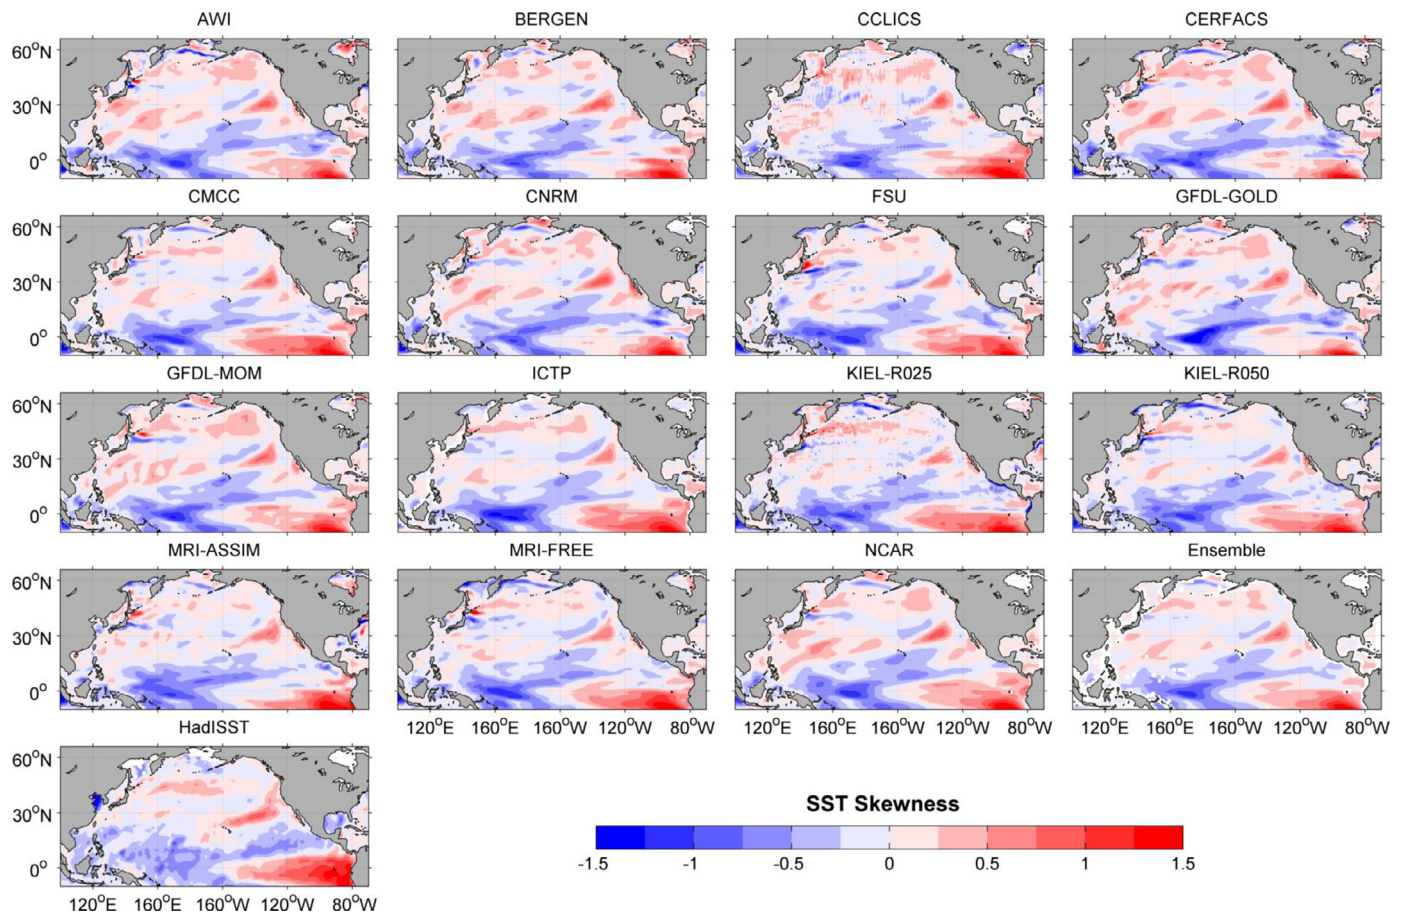 AWI BERGEN CCLICS CERFACS
60°N
30°N
0°
CMCC CNRM FSU GFDL-GOLD
60°N
30°N
0°
GFDL-MOM ICTP KIEL-R025 KIEL-R050
60°N
30°N
0°
MRI-ASSIM MRI-FREE NCAR Ensemble
60°N
30°N
0°
120°E 160°E 160°W 120°W 80°W 120°E 160°E 160°W 120°W 80°W 120°E 160°E 160°W 120°W 80°W
HadISST
60°N
30°N
0°
120°E 160°E 160°W 120°W 80°W
SST Skewness
-1.5 -1 -0.5 0 0.5 1 1.5